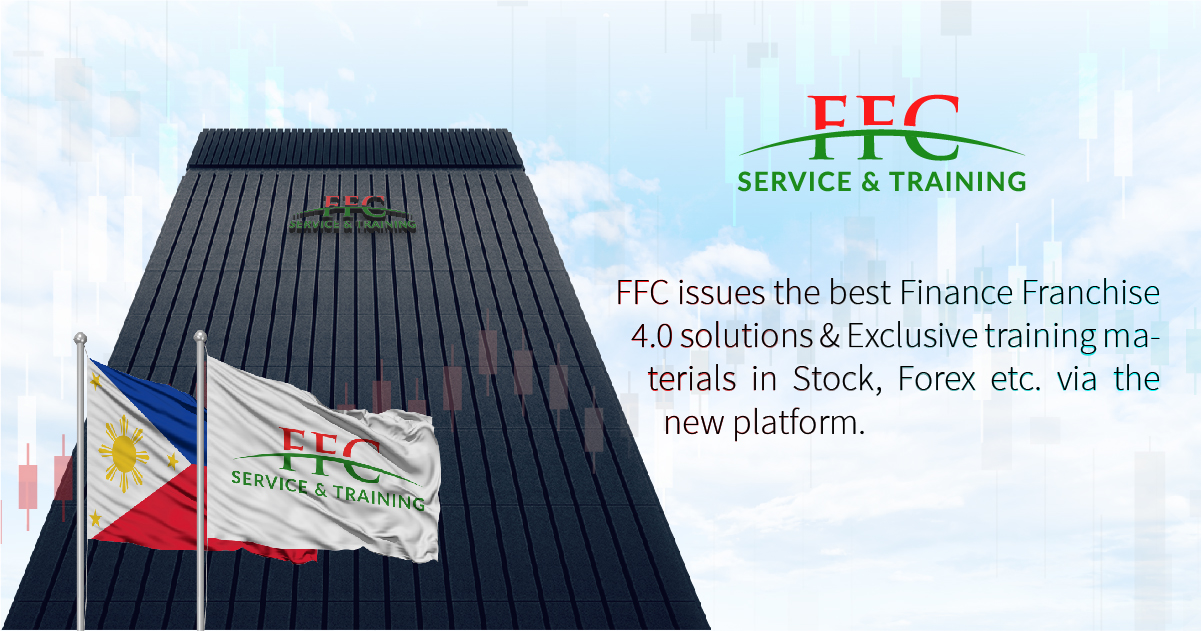 FFC
SERVICE & TRAINING
FFC issues the best Finance Franchise
4.0 solutions & Exclusive training ma-
terials in Stock, Forex etc. via the
new platform.
FFC
SERVICE & TRAINING
FFC
SERVICE & TRAINING